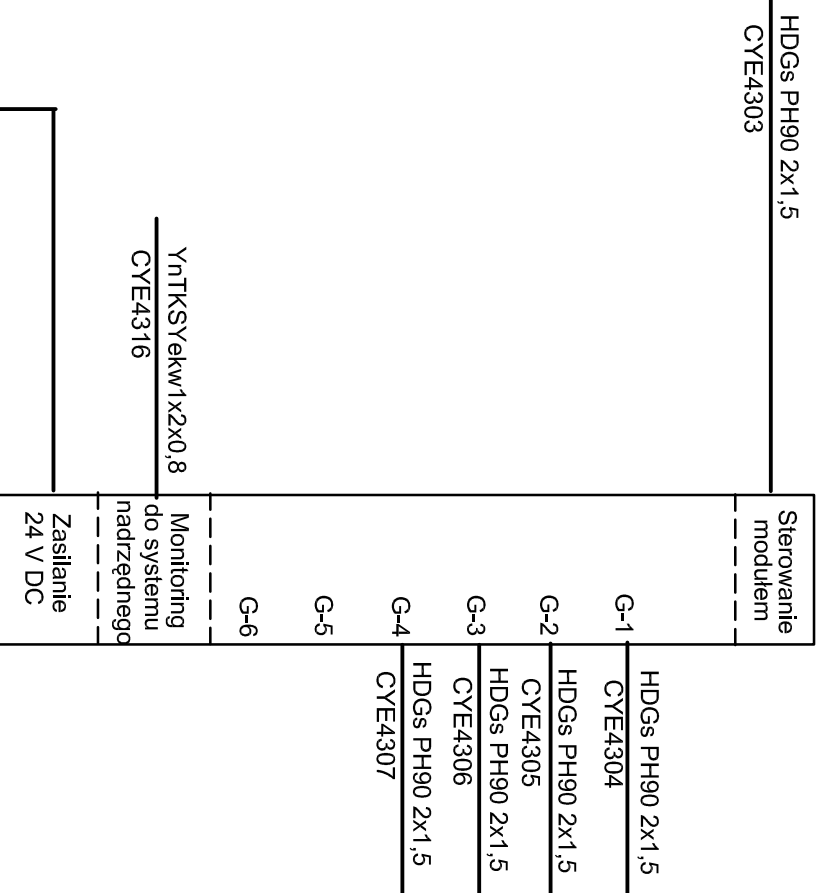 HDGs PH90 2x1,5
CYE4303
YnTKSYekw1x2x0,8
CYE4316
Sterowanie
modułem
G-1
G-2
G-3
G-4
G-5
G-6
Monitoring
do systemu
nadrzędnego
Zasilanie
24 V DC
HDGs PH90 2x1,5
CYE4304
HDGs PH90 2x1,5
CYE4305
HDGs PH90 2x1,5
CYE4306
HDGs PH90 2x1,5
CYE4307